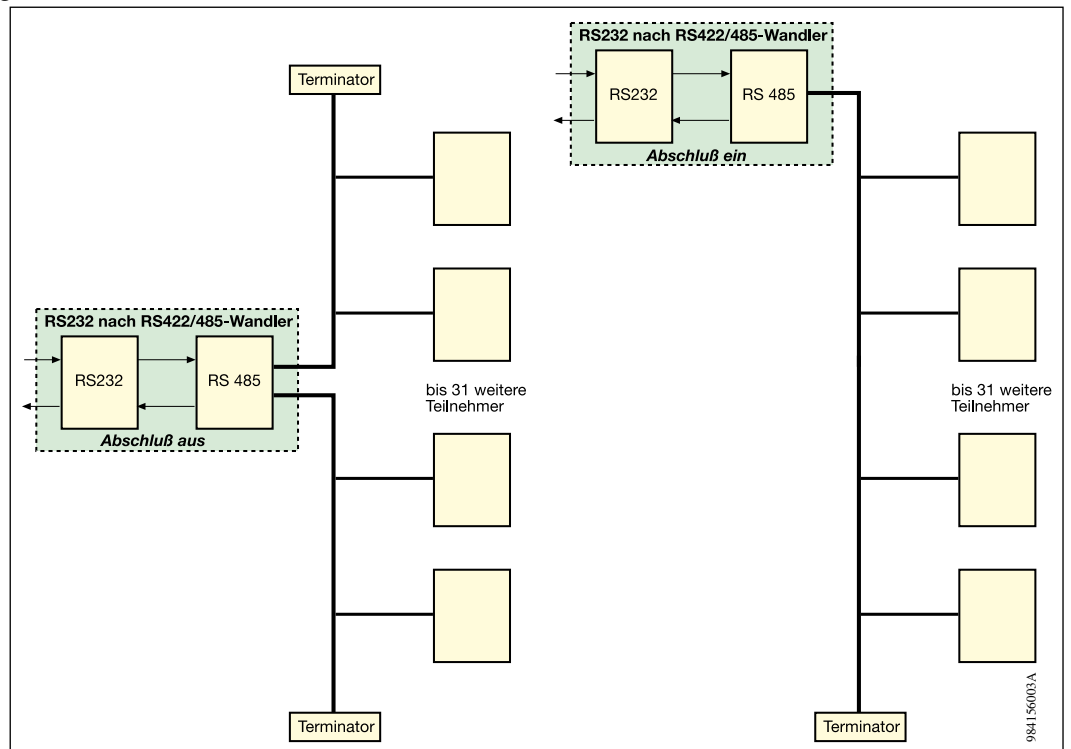 Terminator
RS232 nach RS422/485-Wandler
RS232
RS 485
Abschluß aus
bis 31 weitere
Teilnehmer
Terminator
RS232 nach RS422/485-Wandler
RS232
RS 485
Abschluß ein
bis 31 weitere
Teilnehmer
Terminator
984156003A